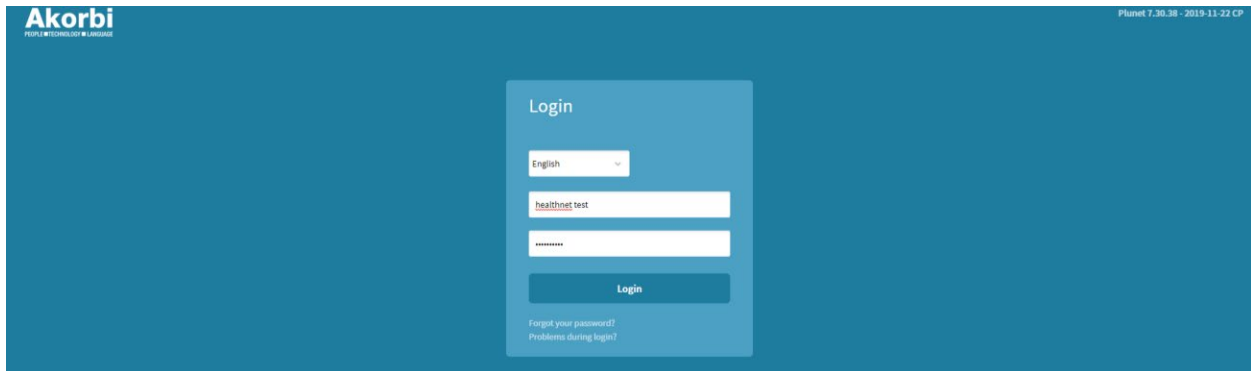 Akorbi
PEOPLE■TECHNOLOGY■LANGUAGE
Plunet 7.30.38 - 2019-11-22 CP
Login
English
healthnet test
••••••••••
Login
Forgot your password?
Problems during login?